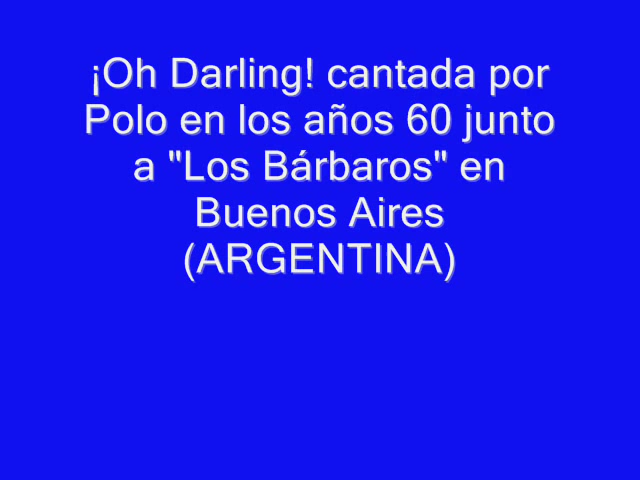 ¡Oh Darling! cantada por
Polo en los años 60 junto
a "Los Bárbaros" en
Buenos Aires
(ARGENTINA)